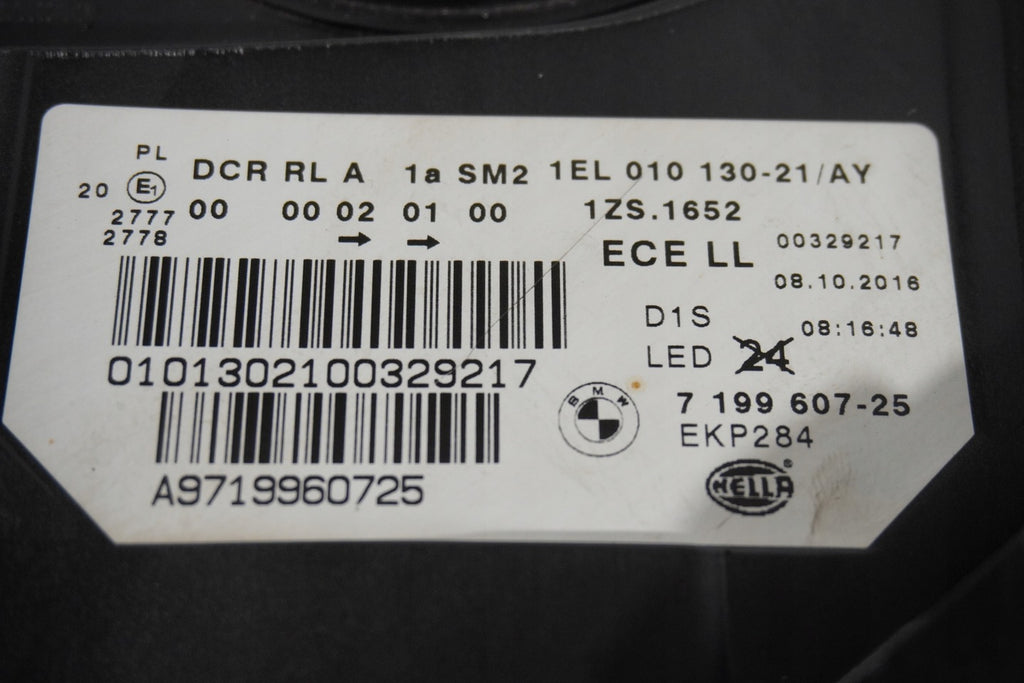 PL
DCR RL A 1a SM2 1EL 010 130-21/AY
20 E1
2777 00 00 02 01 00 1ZS.1652
2778 → →
ECE LL 00329217
08.10.2016
D1S 08:16:48
LED 24
0101302100329217
BMW 7 199 607-25
EKP284
HELLA®
A9719960725